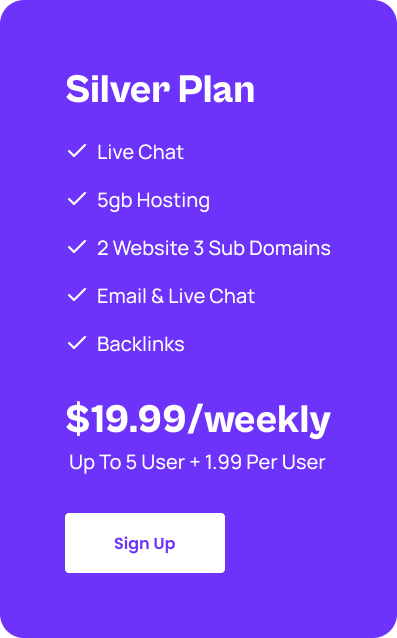 Silver Plan
Live Chat
5gb Hosting
2 Website 3 Sub Domains
Email & Live Chat
Backlinks
$19.99/weekly
Up To 5 User + 1.99 Per User
Sign Up